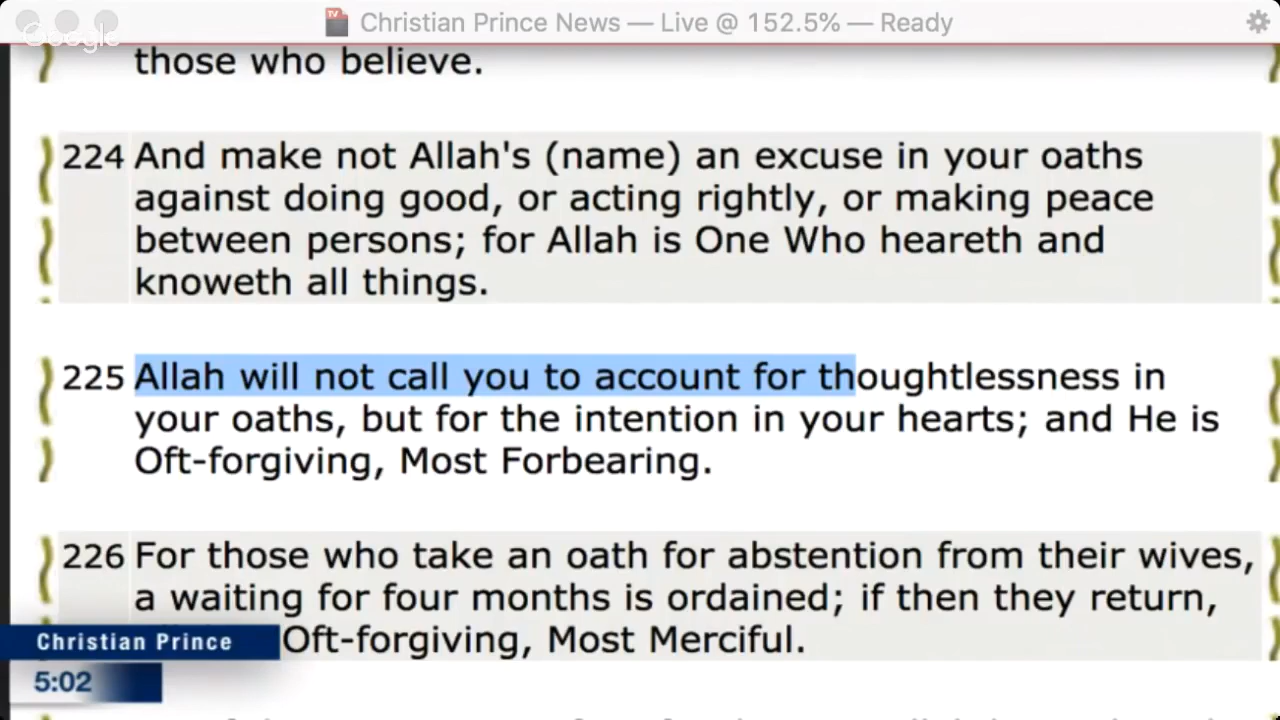 Christian Prince News — Live @ 152.5% — Ready
Google
those who believe.
224 And make not Allah's (name) an excuse in your oaths
against doing good, or acting rightly, or making peace
between persons; for Allah is One Who heareth and
knoweth all things.
225 Allah will not call you to account for thoughtlessness in
your oaths, but for the intention in your hearts; and He is
Oft-forgiving, Most Forbearing.
226 For those who take an oath for abstention from their wives,
a waiting for four months is ordained; if then they return,
Oft-forgiving, Most Merciful.
Christian Prince
5:02